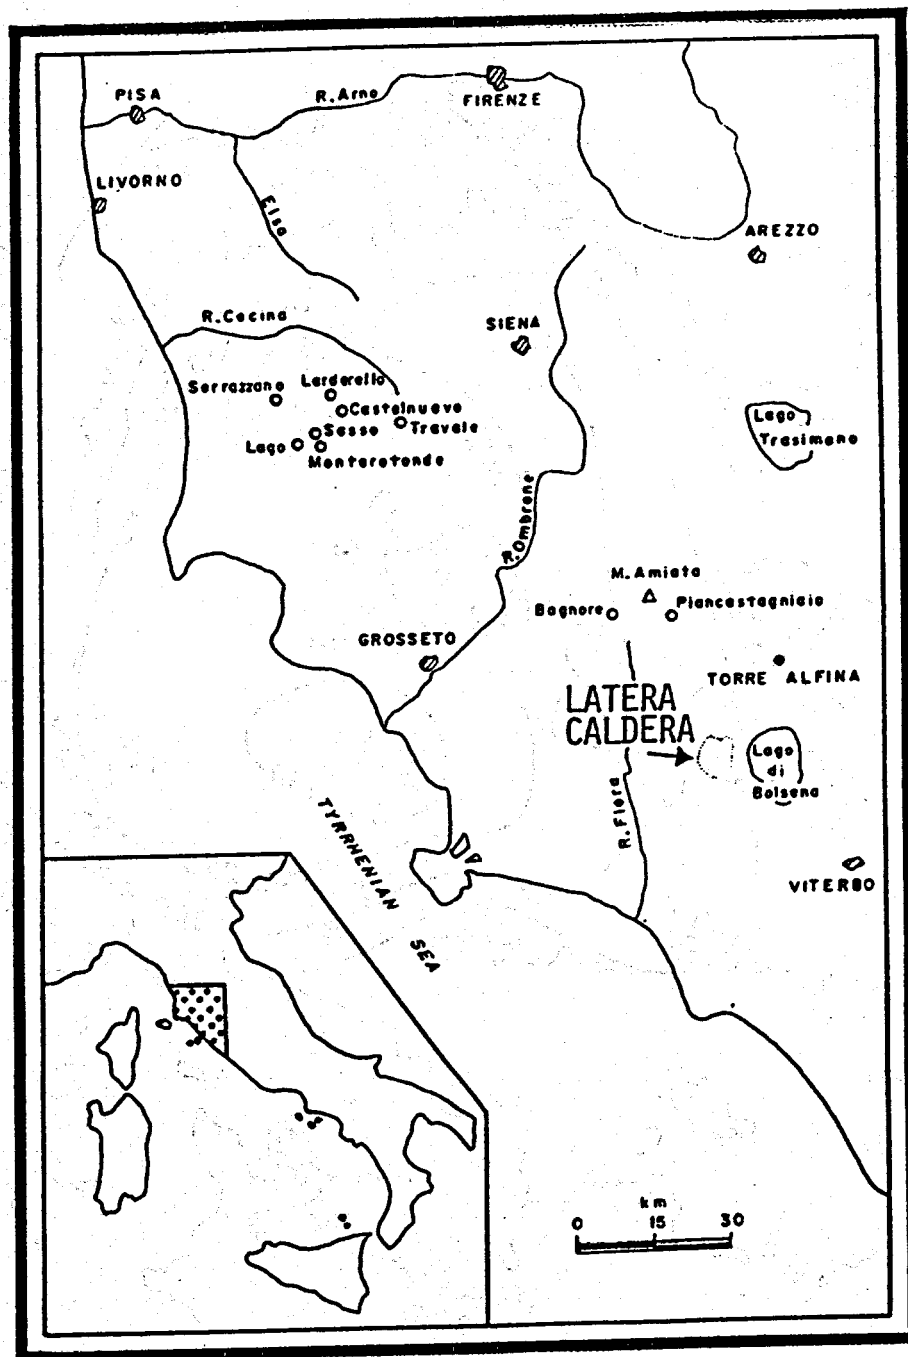 PISA
R. Arno
FIRENZE
LIVORNO
Elsa
AREZZO
R. Cecina
SIENA
Serrazzano
Larderello
Castelnuovo
Sasso
Travale
Lago
Monterotondo
Lago
Trasimeno
R. Ombrone
M. Amiata
Bagnore
Piancastagnaio
GROSSETO
TORRE ALFINA
LATERA
CALDERA
Lago
di
Bolsena
R. Fiora
VITERBO
TYRRHENIAN
SEA
km
0 15 30